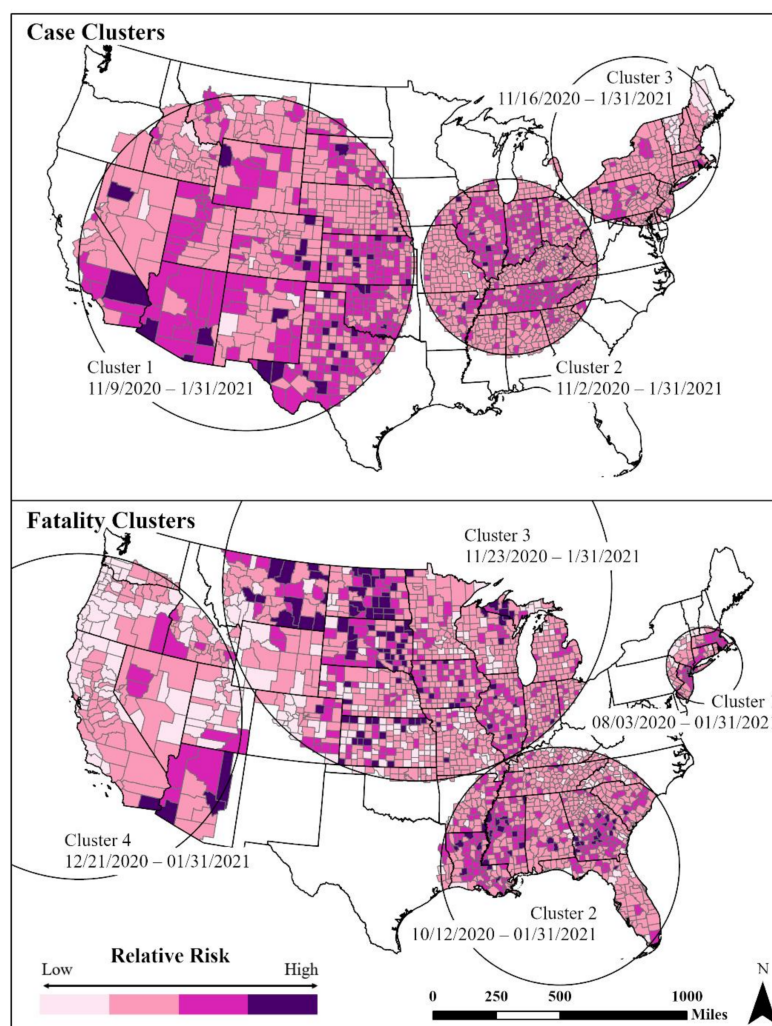 Case Clusters
Cluster 3
11/16/2020 – 1/31/2021
Cluster 1
11/9/2020 – 1/31/2021
Cluster 2
11/2/2020 – 1/31/2021
Fatality Clusters
Cluster 3
11/23/2020 – 1/31/2021
Cluster
08/03/2020 – 01/31/202
Cluster 4
12/21/2020 – 01/31/2021
Cluster 2
10/12/2020 – 01/31/2021
Relative Risk
Low High
N
0 250 500 1000
Miles